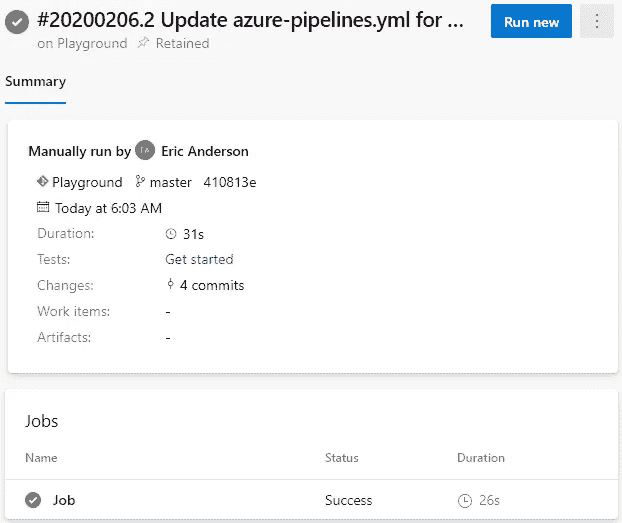 #20200206.2 Update azure-pipelines.yml for ...
Run new
on Playground Retained
Summary
Manually run by EA Eric Anderson
Playground master 410813e
Today at 6:03 AM
Duration: 31s
Tests: Get started
Changes: 4 commits
Work items: -
Artifacts: -
Jobs
Name Status Duration
Job Success 26s